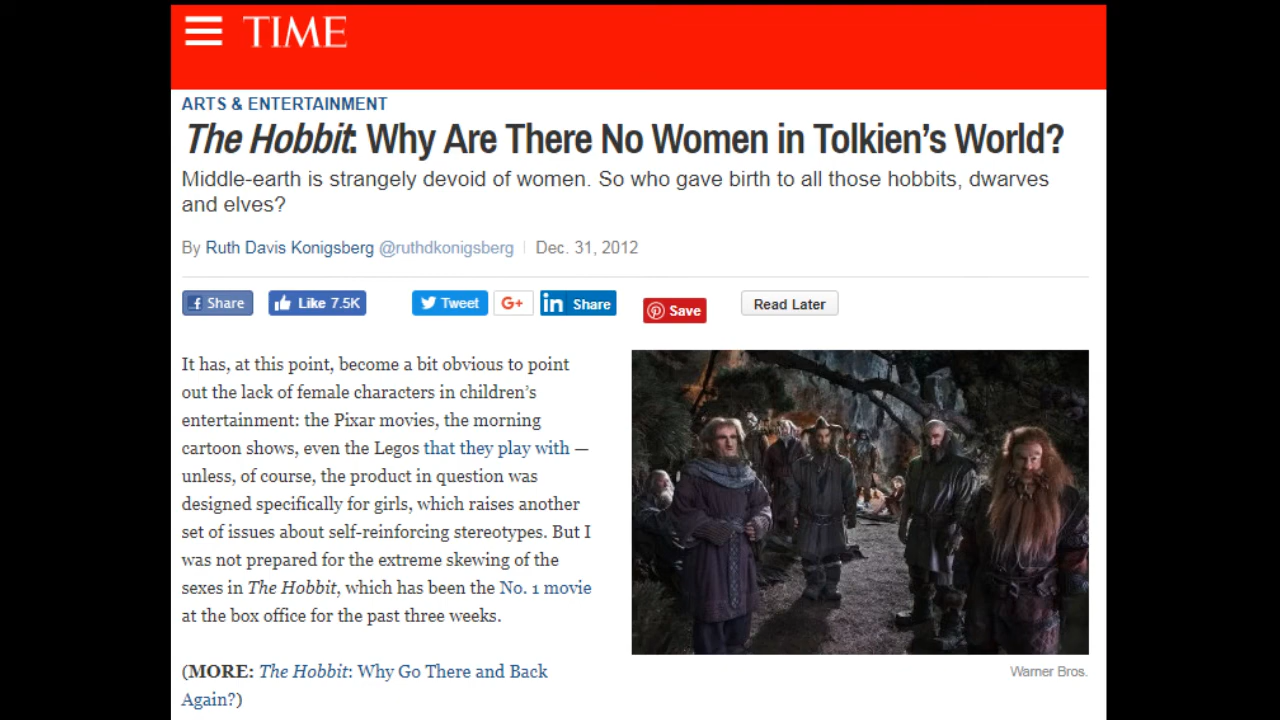 TIME
ARTS & ENTERTAINMENT
The Hobbit: Why Are There No Women in Tolkien's World?
Middle-earth is strangely devoid of women. So who gave birth to all those hobbits, dwarves
and elves?
By Ruth Davis Konigsberg @ruthdkonigsberg | Dec. 31, 2012
f Share Like 7.5K Tweet G+ in Share Save Read Later
It has, at this point, become a bit obvious to point
out the lack of female characters in children's
entertainment: the Pixar movies, the morning
cartoon shows, even the Legos that they play with —
unless, of course, the product in question was
designed specifically for girls, which raises another
set of issues about self-reinforcing stereotypes. But I
was not prepared for the extreme skewing of the
sexes in The Hobbit, which has been the No. 1 movie
at the box office for the past three weeks.
(MORE: The Hobbit: Why Go There and Back
Again?)
Warner Bros.